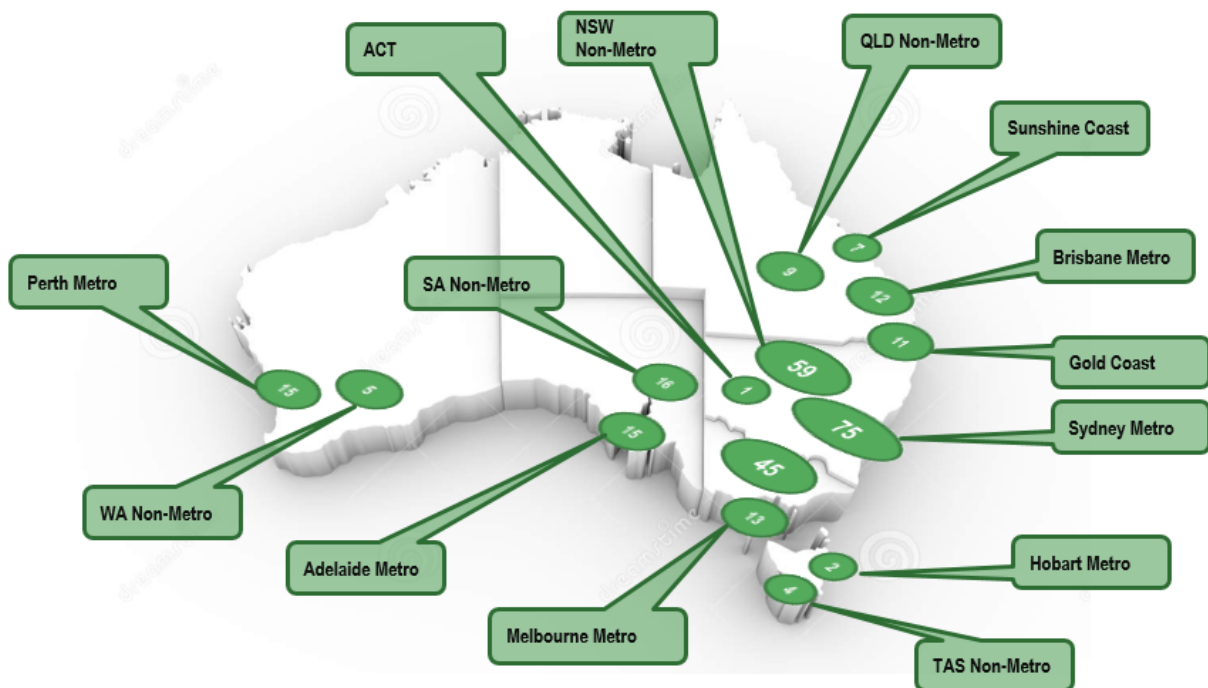 NSW
Non-Metro
ACT
QLD Non-Metro
Sunshine Coast
7
Brisbane Metro
Perth Metro
SA Non-Metro
9
12
11
59
Gold Coast
15
5
16
1
Sydney Metro
75
15
45
WA Non-Metro
13
Adelaide Metro
Hobart Metro
2
4
Melbourne Metro
TAS Non-Metro
dreamstime